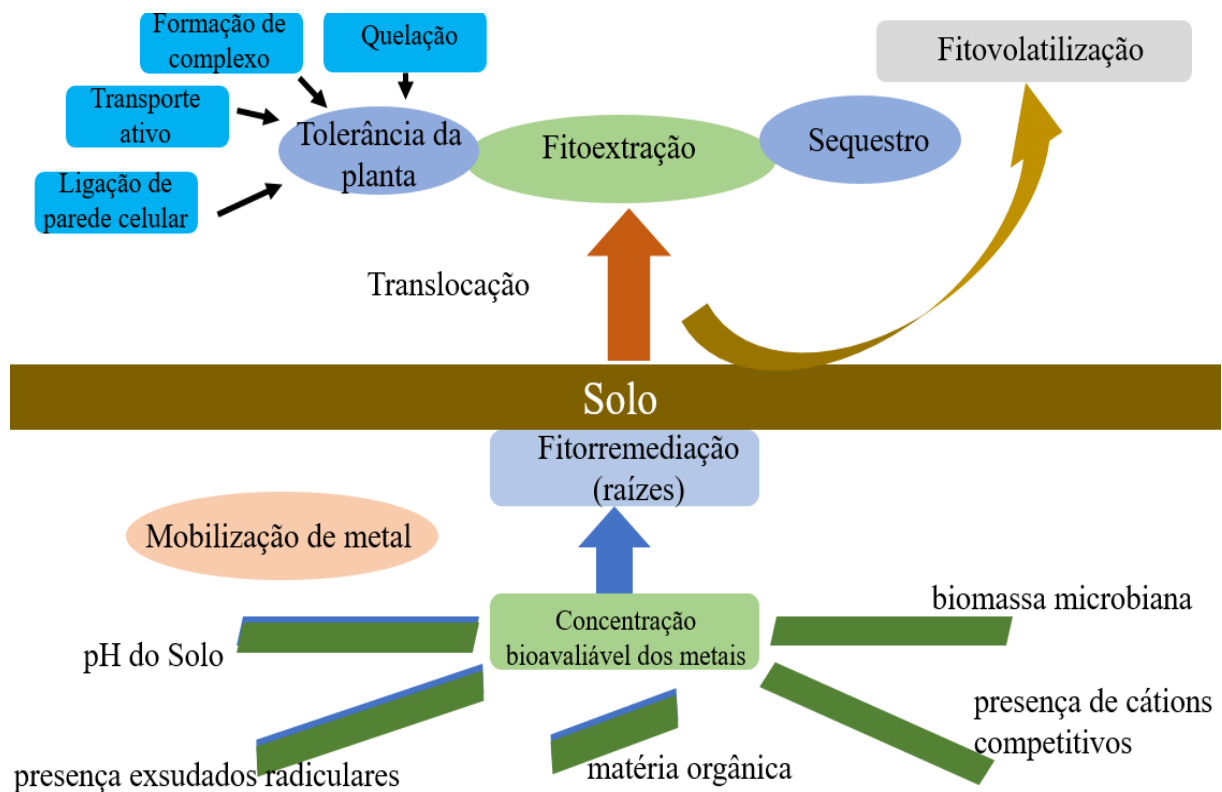 Formação de
complexo
Quelação
Fitovolatilização
Transporte
ativo
Tolerância da
planta
Fitoextração
Sequestro
Ligação de
parede celular
Translocação
Solo
Fitorremediação
(raízes)
Mobilização de metal
Concentração
bioavaliável dos metais
biomassa microbiana
pH do Solo
presença de cátions
competitivos
presença exsudados radiculares
matéria orgânica